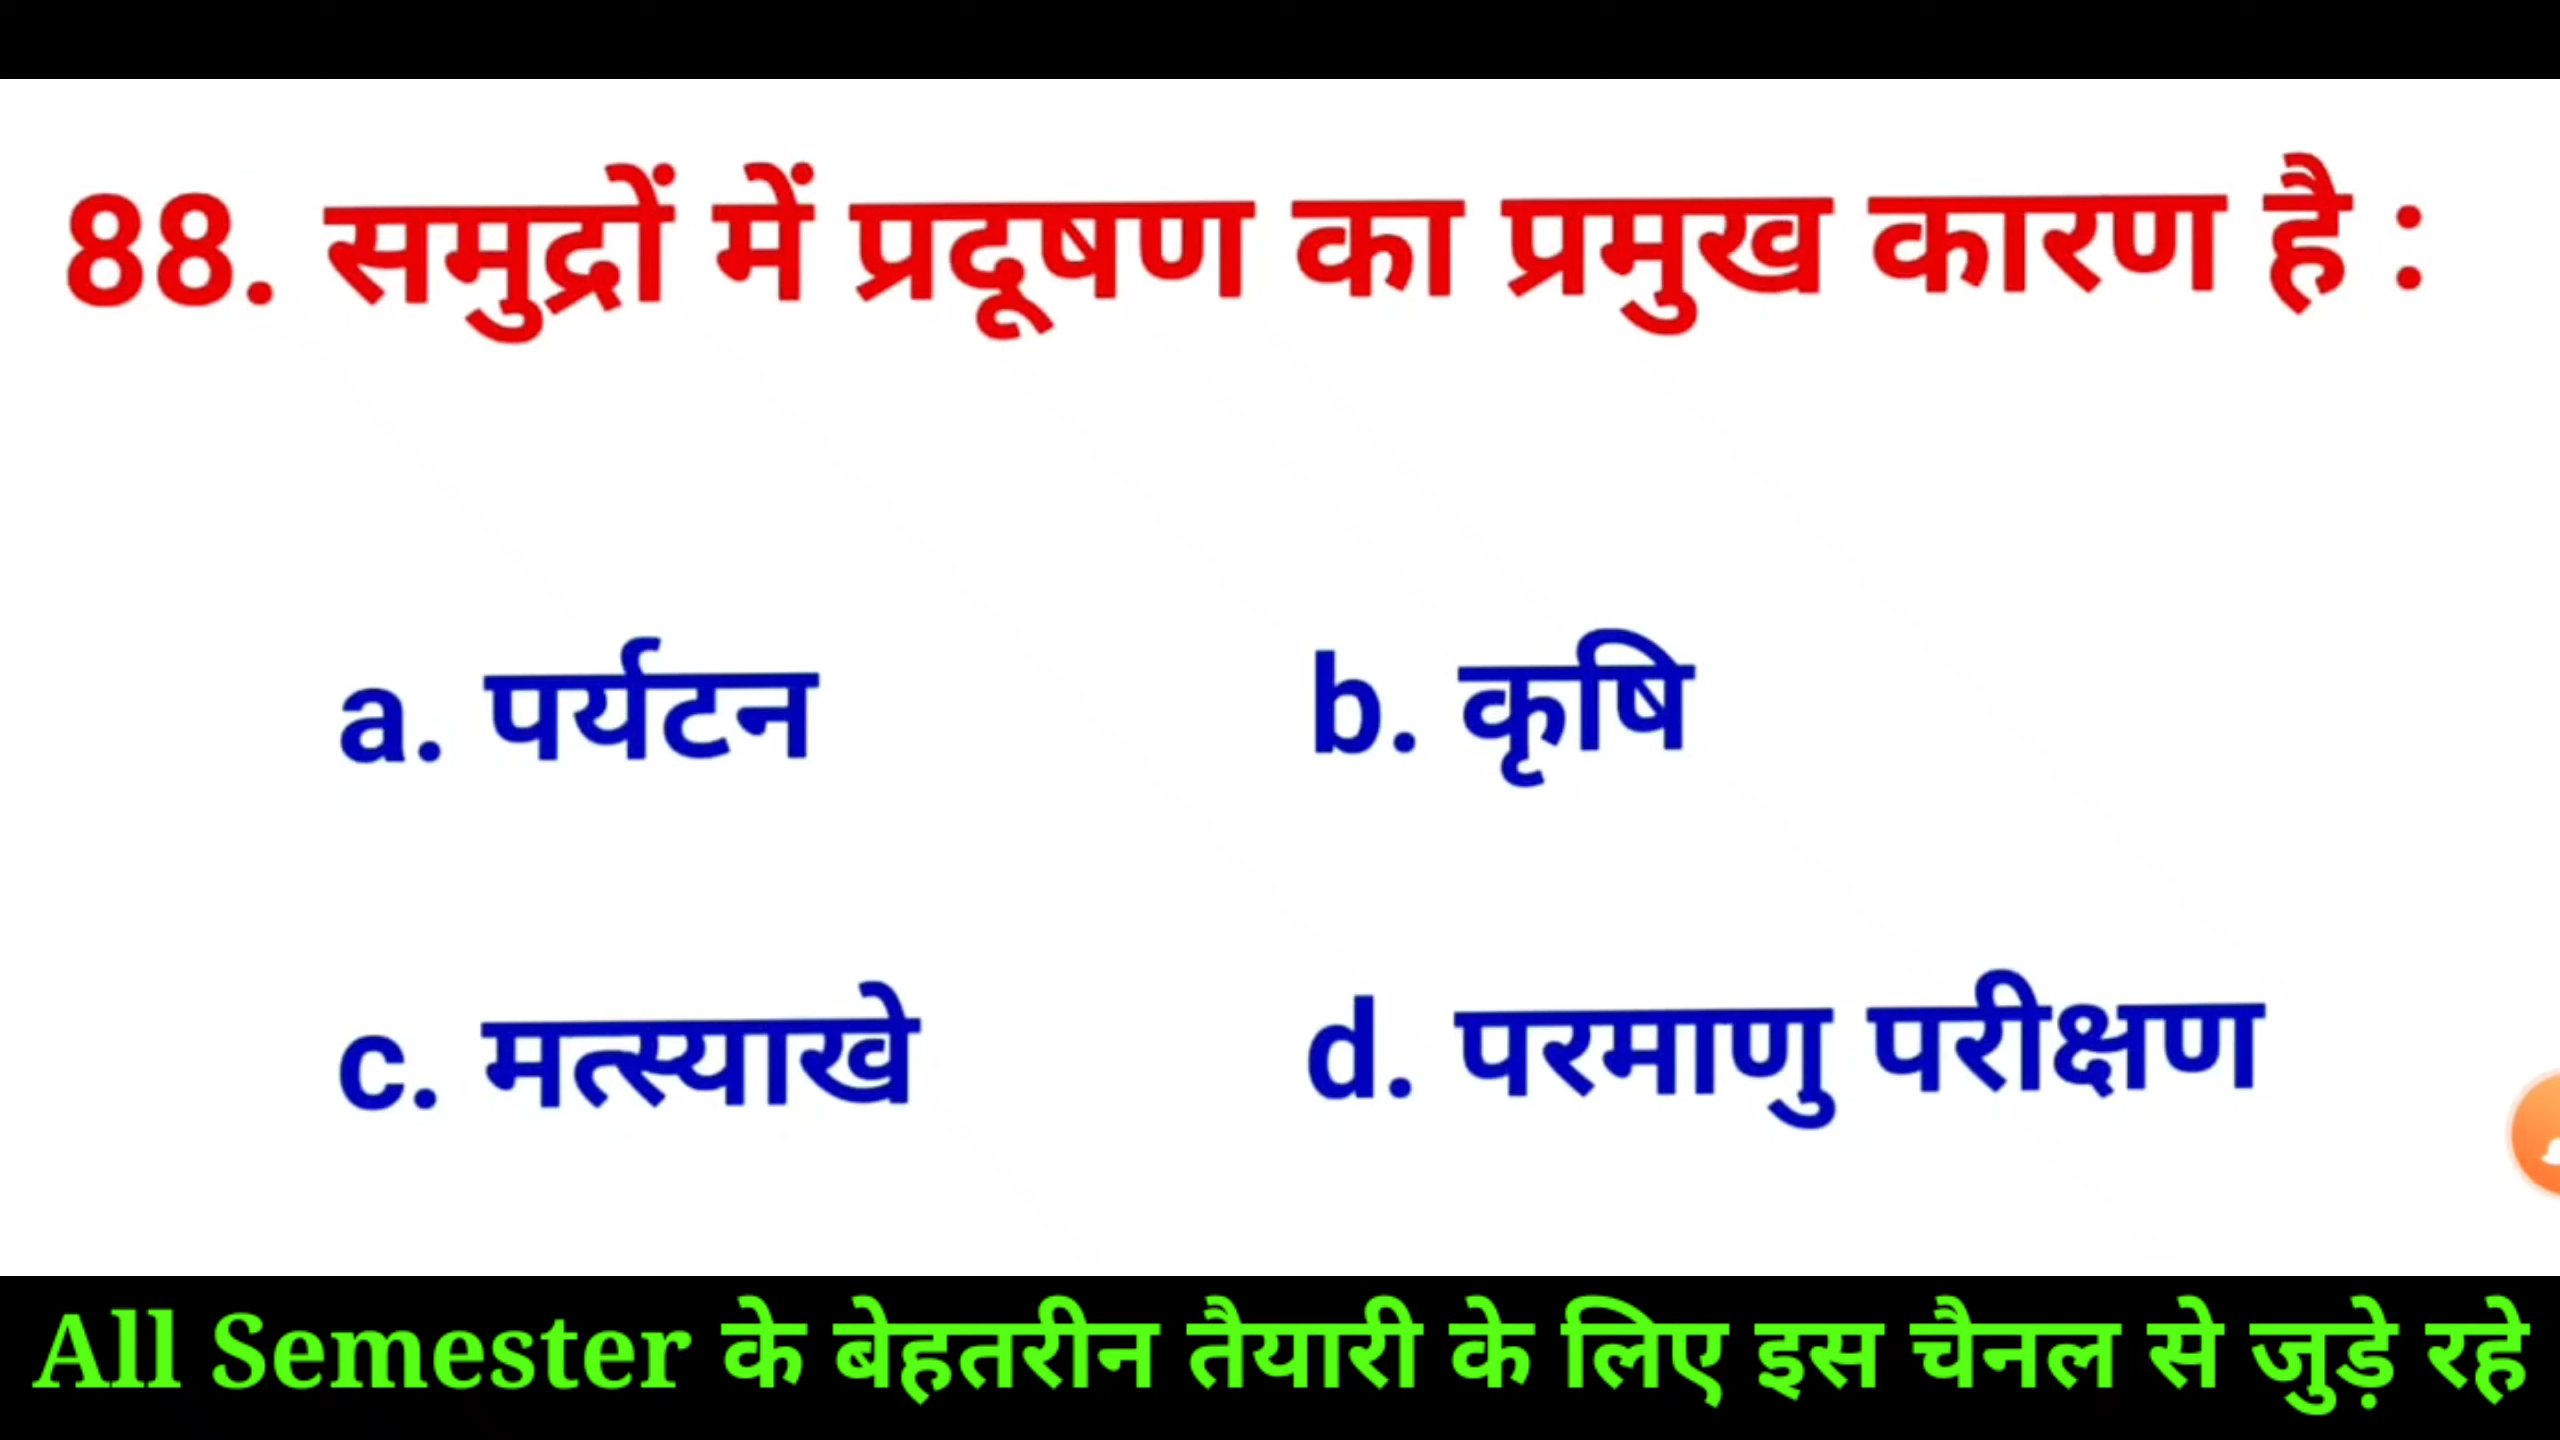 88. समुद्रों में प्रदूषण का प्रमुख कारण है :
a. पर्यटन
b. कृषि
c. मत्स्याखे
d. परमाणु परीक्षण
All Semester के बेहतरीन तैयारी के लिए इस चैनल से जुड़े रहे